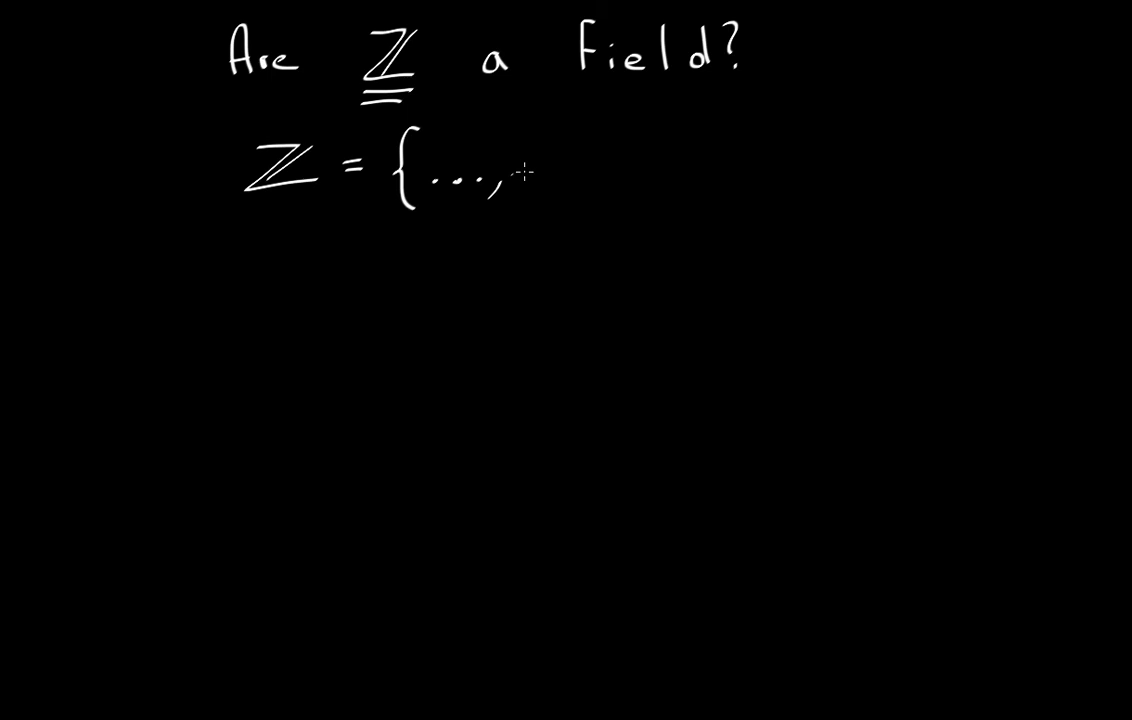 Are ℤ a Field?
ℤ = {...,